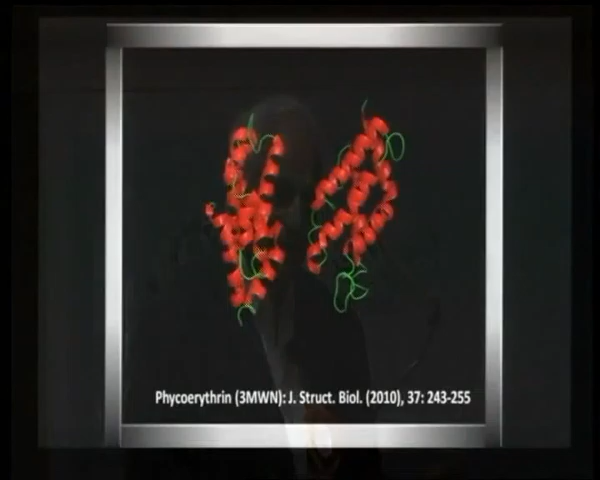 Phycoerythrin (3MWN): J. Struct. Biol. (2010), 37: 243-255